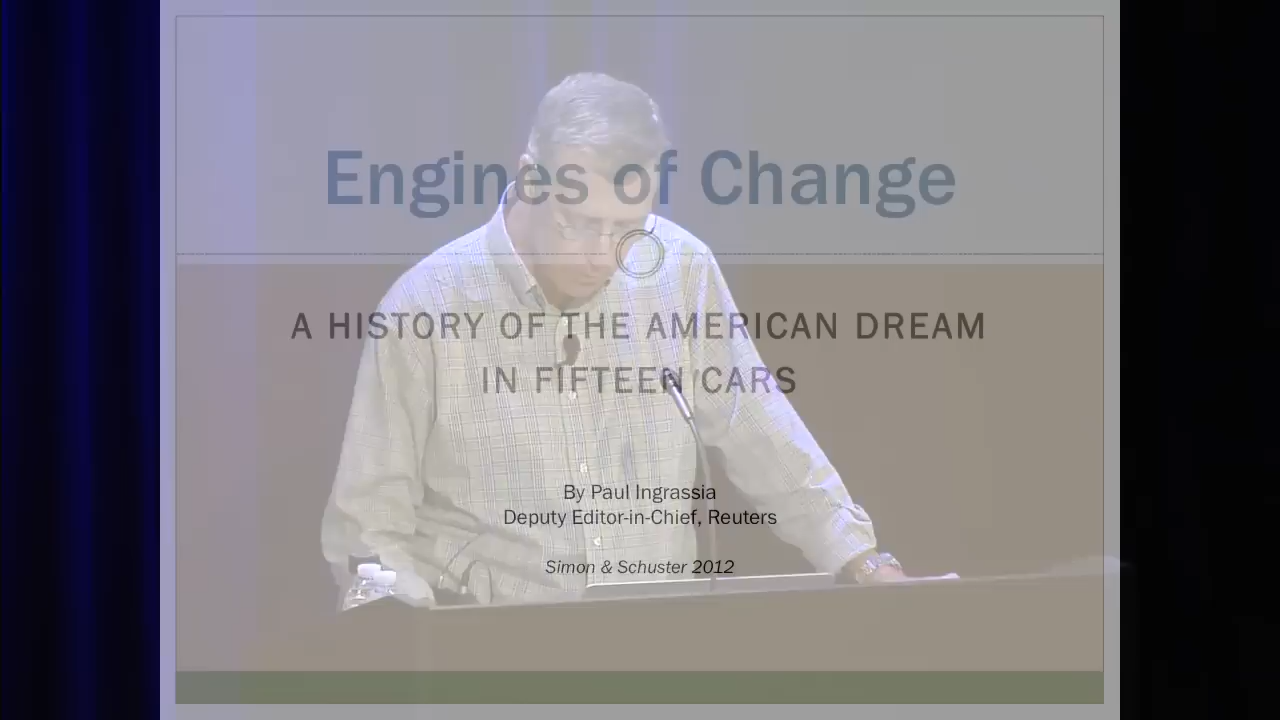 Engines of Change
A HISTORY OF THE AMERICAN DREAM
IN FIFTEEN CARS
By Paul Ingrassia
Deputy Editor-in-Chief, Reuters
Simon & Schuster 2012